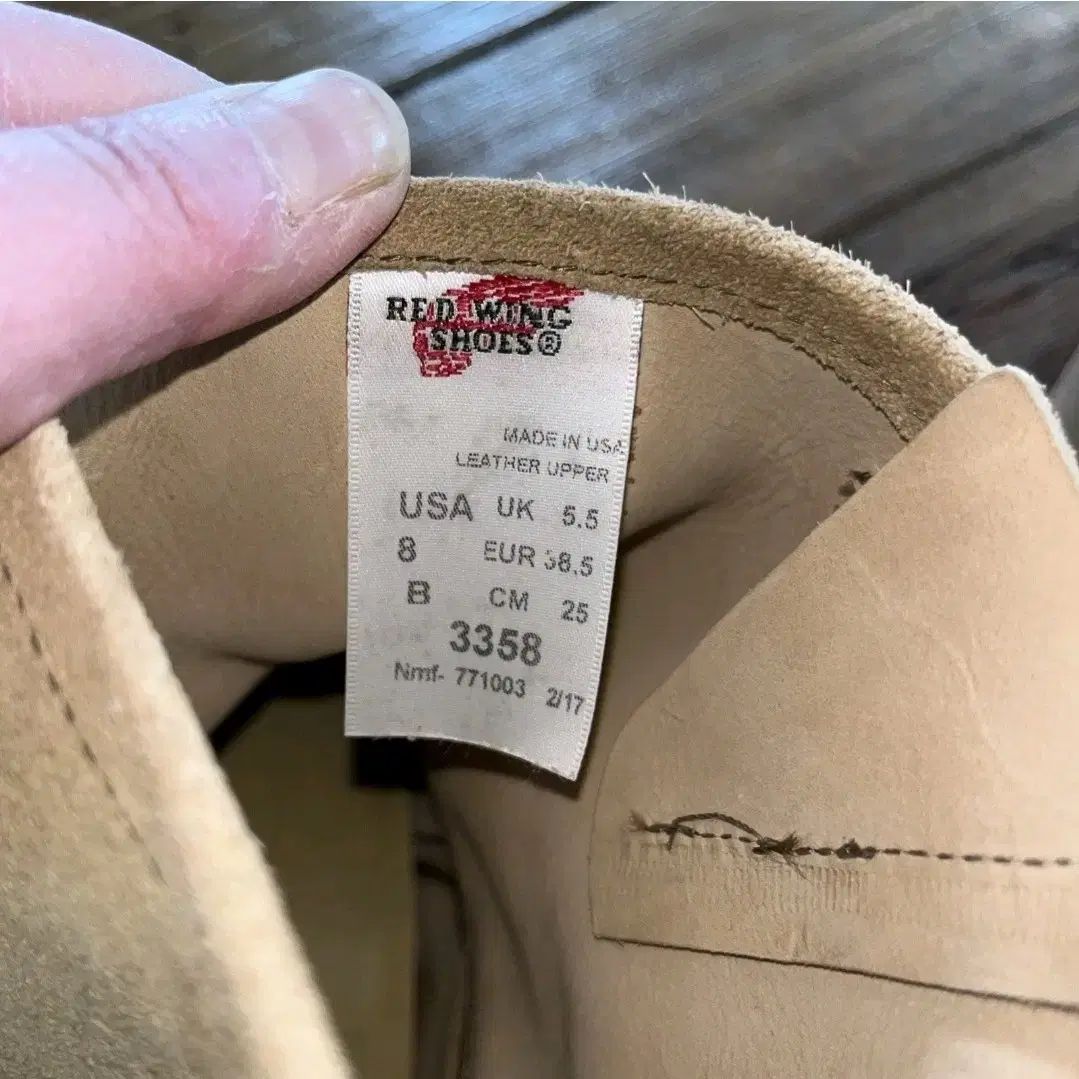 RED WING
SHOES®
MADE IN USA
LEATHER UPPER
USA UK 5.5
8 EUR 38.5
B CM 25
3358
Nmf- 771003 2/17